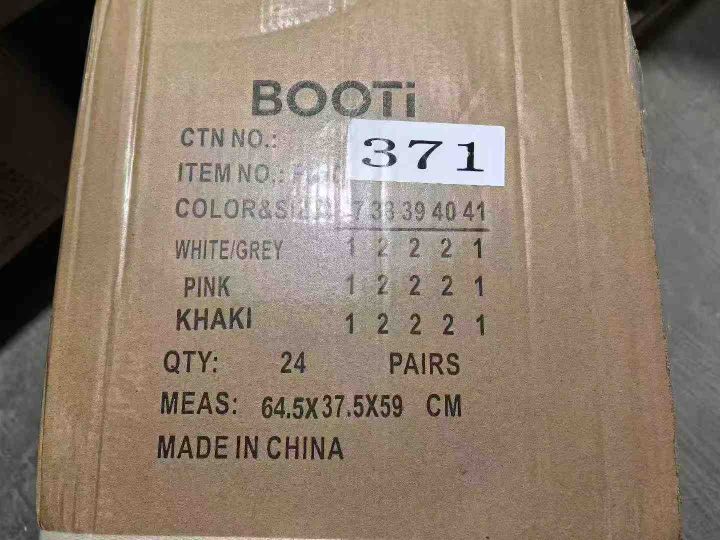 BOOTi
CTN NO.:
371
ITEM NO.:
COLOR&SIZE 7 38 39 40 41
WHITE/GREY 1 2 2 2 1
PINK 1 2 2 2 1
KHAKI 1 2 2 2 1
QTY: 24 PAIRS
MEAS: 64.5X37.5X59 CM
MADE IN CHINA